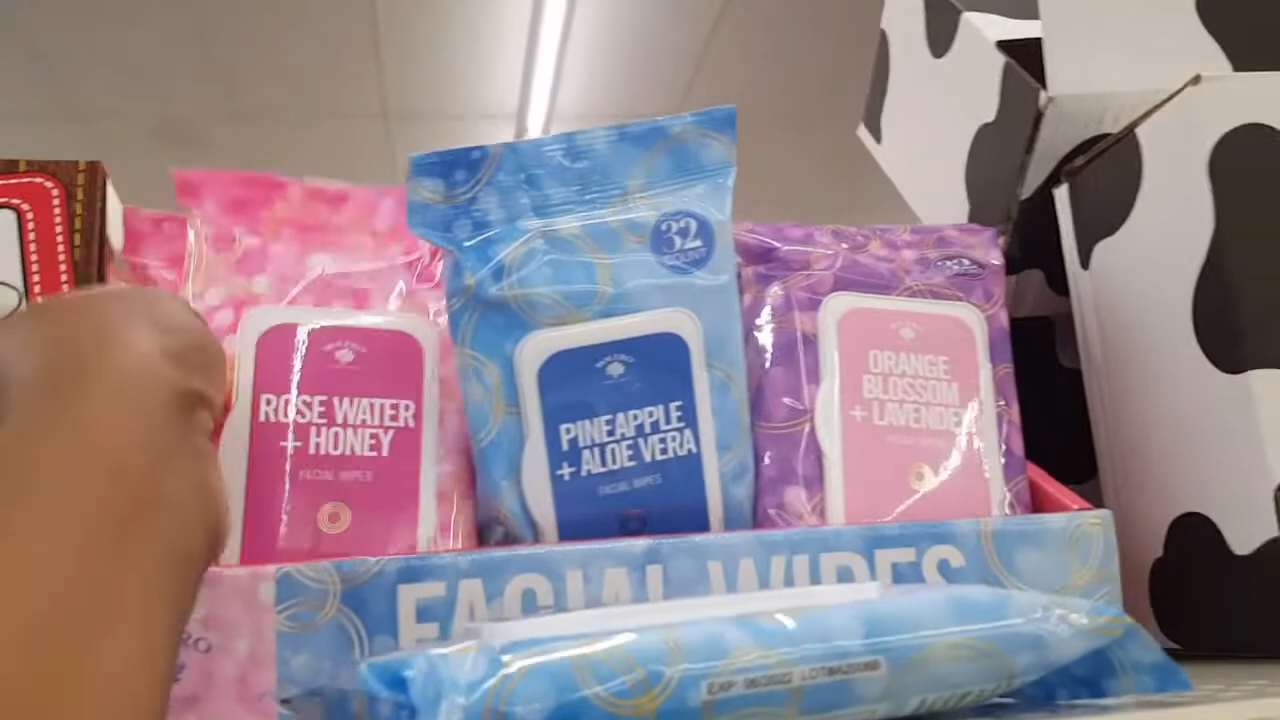 ROSE WATER
+ HONEY
FACIAL WIPES
32
COUNT
PINEAPPLE
+ ALOE VERA
FACIAL WIPES
ORANGE
BLOSSOM
+ LAVENDER
FACIAL WIPES
FACIAL WIPES